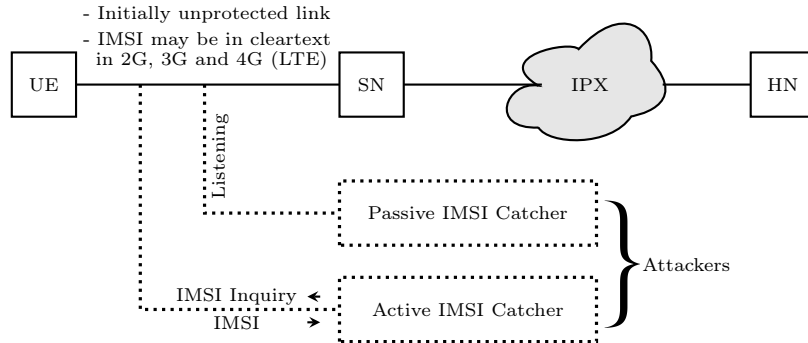 - Initially unprotected link
- IMSI may be in cleartext
in 2G, 3G and 4G (LTE)
UE
SN
IPX
HN
Listening
Passive IMSI Catcher
Attackers
IMSI Inquiry
Active IMSI Catcher
IMSI